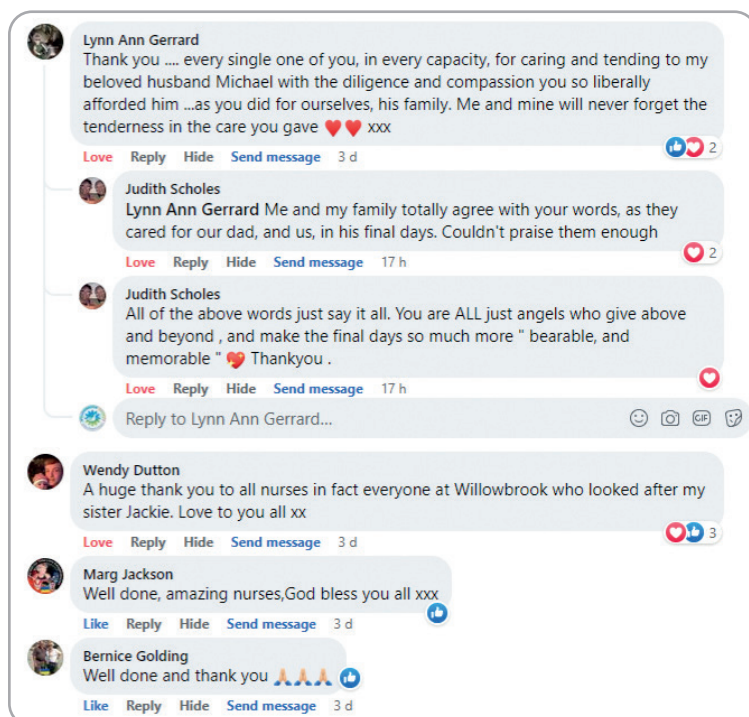 Lynn Ann Gerrard
Thank you .... every single one of you, in every capacity, for caring and tending to my
beloved husband Michael with the diligence and compassion you so liberally
afforded him ...as you did for ourselves, his family. Me and mine will never forget the
tenderness in the care you gave ❤️❤️ xxx
Love Reply Hide Send message 3 d 2
Judith Scholes
Lynn Ann Gerrard Me and my family totally agree with your words, as they
cared for our dad, and us, in his final days. Couldn't praise them enough
Love Reply Hide Send message 17 h 2
Judith Scholes
All of the above words just say it all. You are ALL just angels who give above
and beyond , and make the final days so much more " bearable, and
memorable " 💖 Thankyou .
Love Reply Hide Send message 17 h
Reply to Lynn Ann Gerrard...
GIF
Wendy Dutton
A huge thank you to all nurses in fact everyone at Willowbrook who looked after my
sister Jackie. Love to you all xx
Love Reply Hide Send message 3 d 3
Marg Jackson
Well done, amazing nurses,God bless you all xxx
Like Reply Hide Send message 3 d
Bernice Golding
Well done and thank you 🙏🏼🙏🏼🙏🏼
Like Reply Hide Send message 3 d